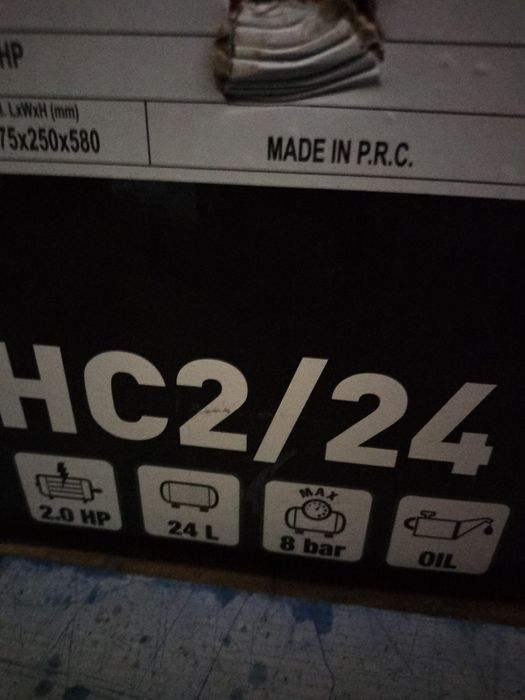 HP
. LxWxH (mm)
75x250x580
MADE IN P.R.C.
HC2/24
2.0 HP
24 L
MAX
8 bar
OIL